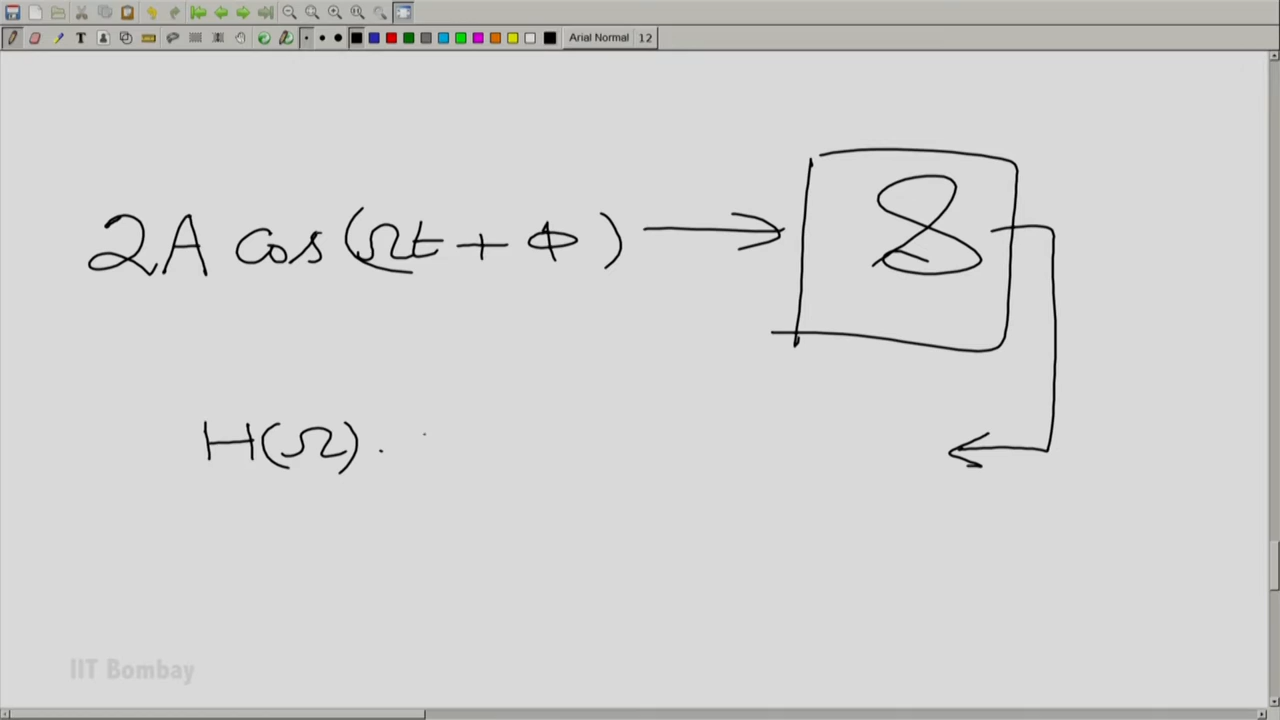 Arial Normal 12
2A cos(Ωt + Φ) → S
H(Ω).
IIT Bombay